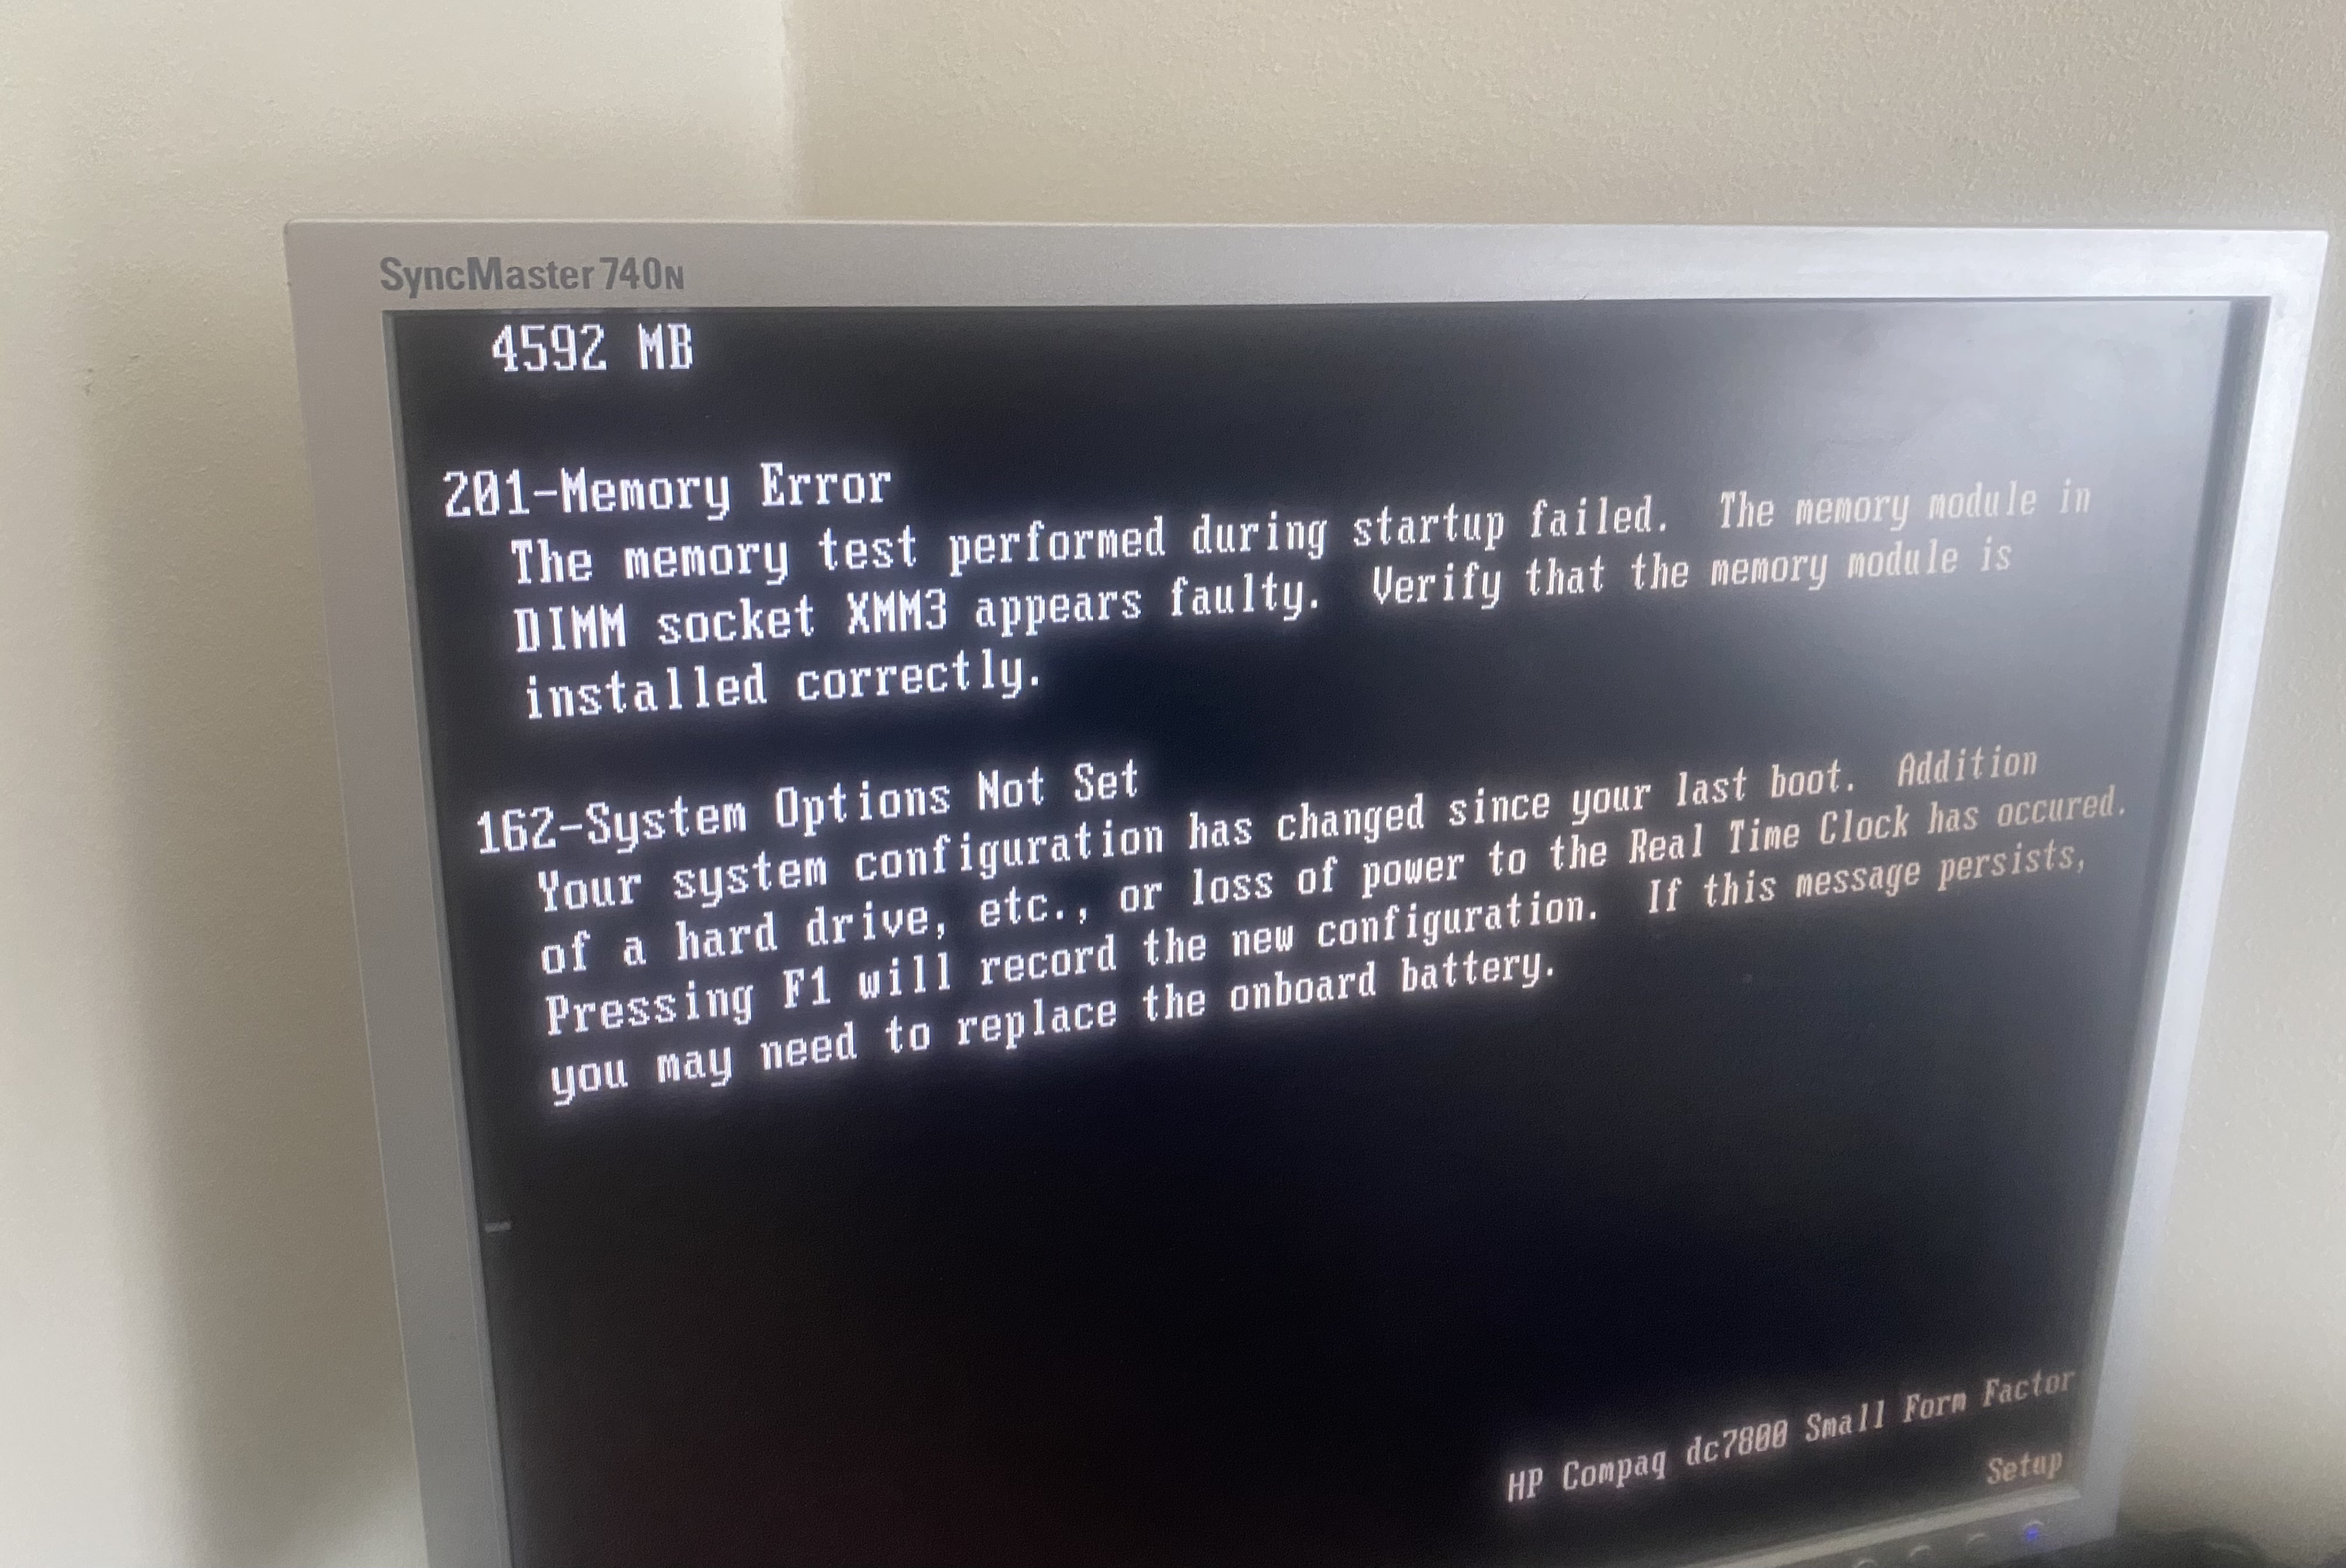 SyncMaster 740N
4592 MB
201-Memory Error
The memory test performed during startup failed. The memory module in
DIMM socket XMM3 appears faulty. Verify that the memory module is
installed correctly.
162-System Options Not Set
Your system configuration has changed since your last boot. Addition
of a hard drive, etc., or loss of power to the Real Time Clock has occured.
Pressing F1 will record the new configuration. If this message persists,
you may need to replace the onboard battery.
HP Compaq dc7800 Small Form Factor
Setup